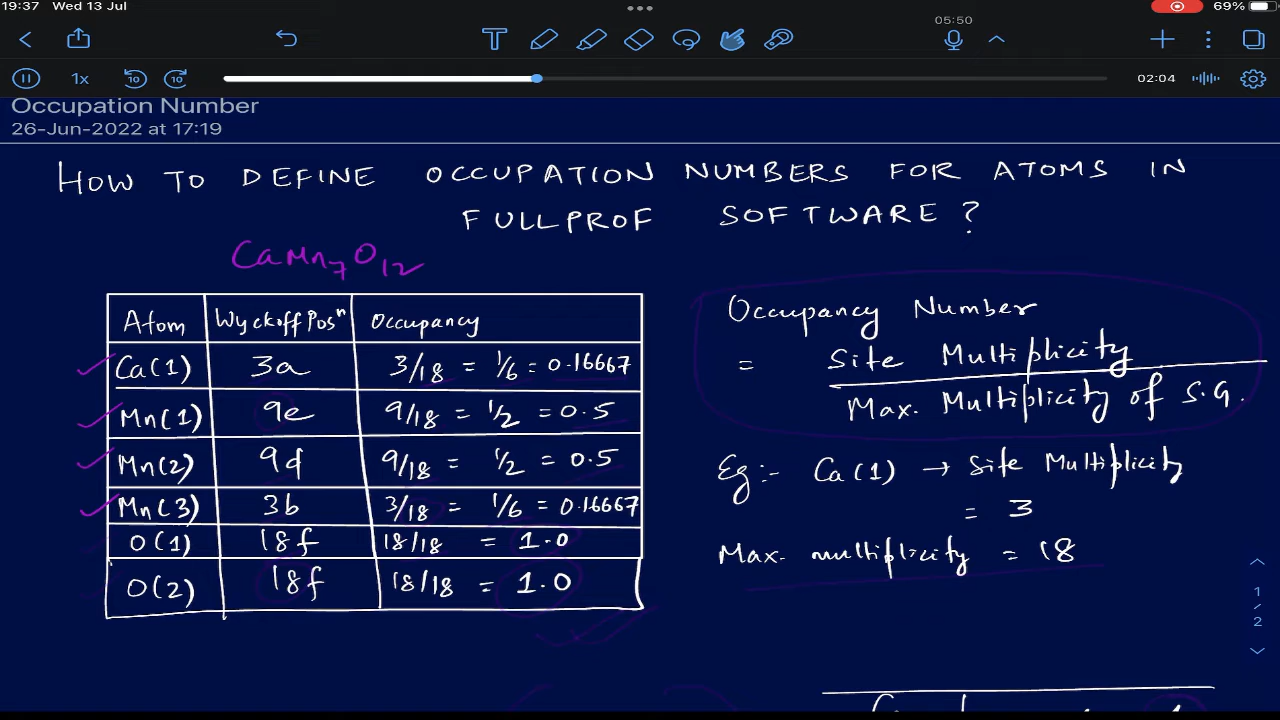 19:37 Wed 13 Jul
69%
05:50
1x
10
10
02:04
Occupation Number
26-Jun-2022 at 17:19
HOW TO DEFINE OCCUPATION NUMBERS FOR ATOMS IN
FULLPROF SOFTWARE?
CaMn7O12
Atom Wyckoff Posⁿ Occupancy
Ca(1) 3a 3/18 = 1/6 = 0.16667
Mn(1) 9e 9/18 = 1/2 = 0.5
Mn(2) 9d 9/18 = 1/2 = 0.5
Mn(3) 3b 3/18 = 1/6 = 0.16667
O(1) 18f 18/18 = 1.0
O(2) 18f 18/18 = 1.0
Occupancy Number
= Site Multiplicity
Max. Multiplicity of S.G.
Eg:- Ca(1) → Site Multiplicity
= 3
Max. multiplicity = 18
1
/
2